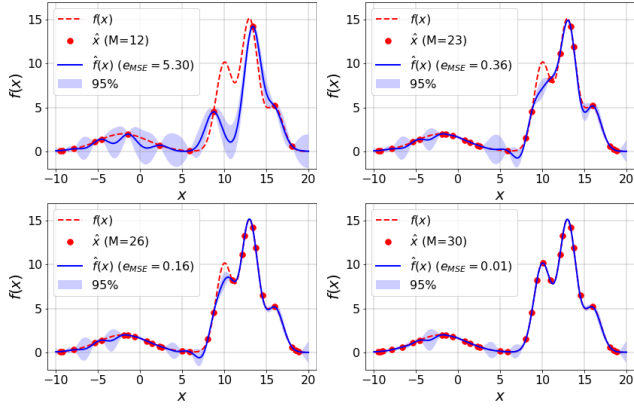 f(x)
x̂ (M=12)
f̂(x) (e_MSE = 5.30)
95%
15
10
5
0
f(x)
−10 −5 0 5 10 15 20
x
f(x)
x̂ (M=23)
f̂(x) (e_MSE = 0.36)
95%
15
10
5
0
f(x)
−10 −5 0 5 10 15 20
x
f(x)
x̂ (M=26)
f̂(x) (e_MSE = 0.16)
95%
15
10
5
0
f(x)
−10 −5 0 5 10 15 20
x
f(x)
x̂ (M=30)
f̂(x) (e_MSE = 0.01)
95%
15
10
5
0
f(x)
−10 −5 0 5 10 15 20
x